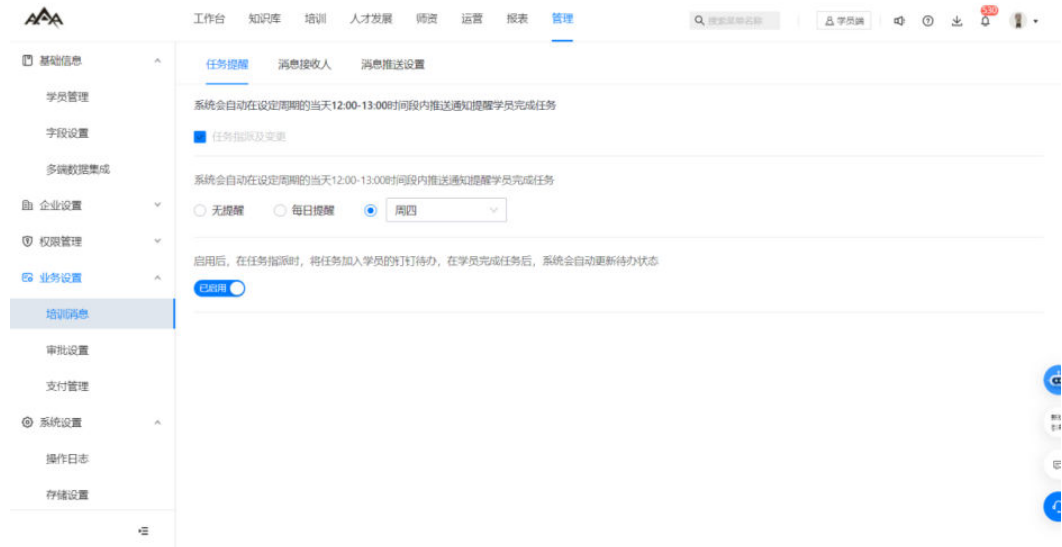 工作台 知识库 培训 人才发展 师资 运营 报表 管理
搜索菜单名称
学员端
530
基础信息
学员管理
字段设置
多端数据集成
企业设置
权限管理
业务设置
培训消息
审批设置
支付管理
系统设置
操作日志
存储设置
任务提醒 消息接收人 消息推送设置
系统会自动在设定周期的当天12:00-13:00时间段内推送通知提醒学员完成任务
任务指派及变更
系统会自动在设定周期的当天12:00-13:00时间段内推送通知提醒学员完成任务
无提醒 每日提醒 周四
启用后，在任务指派时，将任务加入学员的钉钉待办，在学员完成任务后，系统会自动更新待办状态
已启用